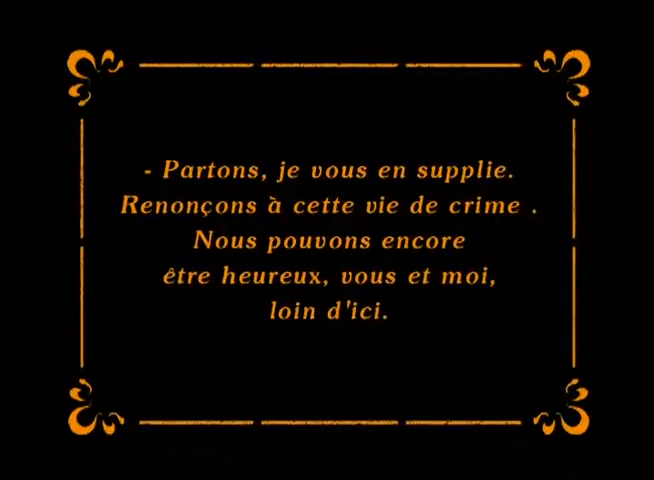 - Partons, je vous en supplie.
Renonçons à cette vie de crime .
Nous pouvons encore
être heureux, vous et moi,
loin d'ici.